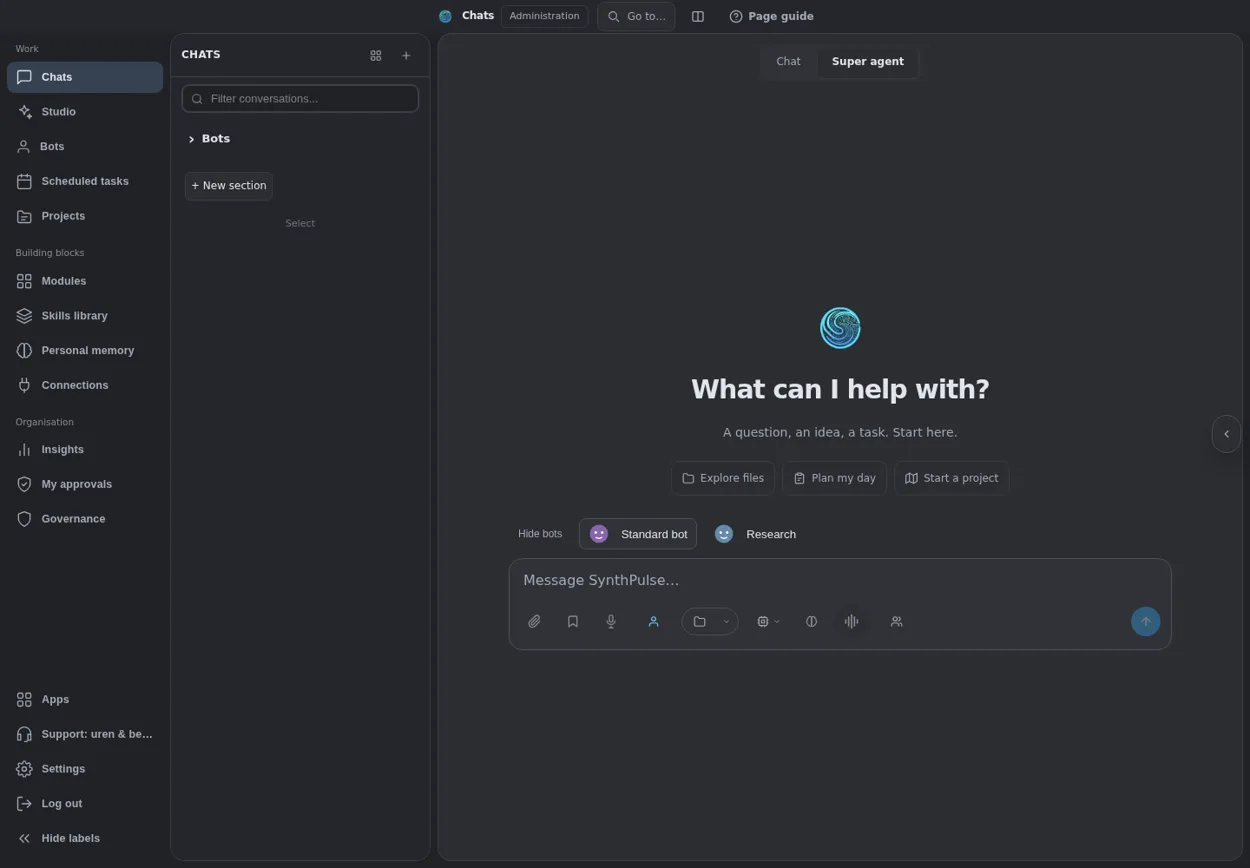 Chats
Administration
Go to...
Page guide
Work
Chats
Studio
Bots
Scheduled tasks
Projects
Building blocks
Modules
Skills library
Personal memory
Connections
Organisation
Insights
My approvals
Governance
Apps
Support: uren & be...
Settings
Log out
Hide labels
CHATS
Filter conversations...
Bots
+ New section
Select
Chat
Super agent
What can I help with?
A question, an idea, a task. Start here.
Explore files
Plan my day
Start a project
Hide bots
Standard bot
Research
Message SynthPulse...